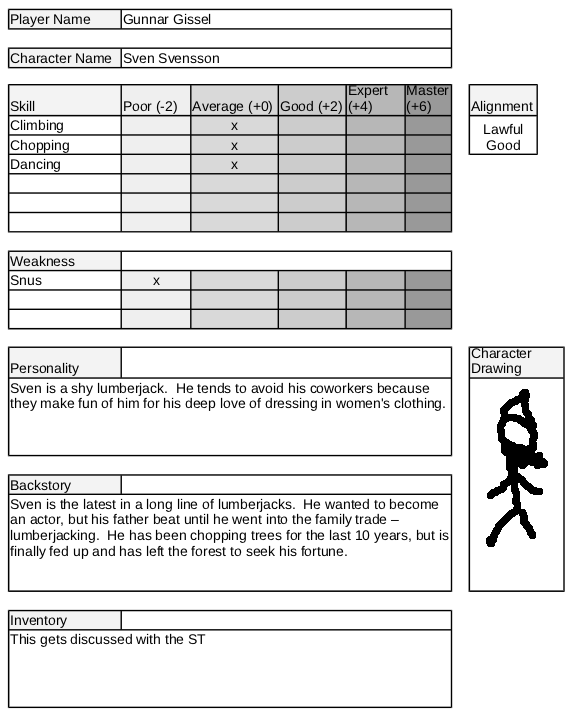 Player Name Gunnar Gissel
Character Name Sven Svensson
Skill Poor (-2) Average (+0) Good (+2) Expert (+4) Master (+6)
Climbing x
Chopping x
Dancing x
Alignment
Lawful
Good
Weakness
Snus x
Personality
Sven is a shy lumberjack.  He tends to avoid his coworkers because
they make fun of him for his deep love of dressing in women's clothing.
Character
Drawing
Backstory
Sven is the latest in a long line of lumberjacks.  He wanted to become
an actor, but his father beat until he went into the family trade –
lumberjacking.  He has been chopping trees for the last 10 years, but is
finally fed up and has left the forest to seek his fortune.
Inventory
This gets discussed with the ST